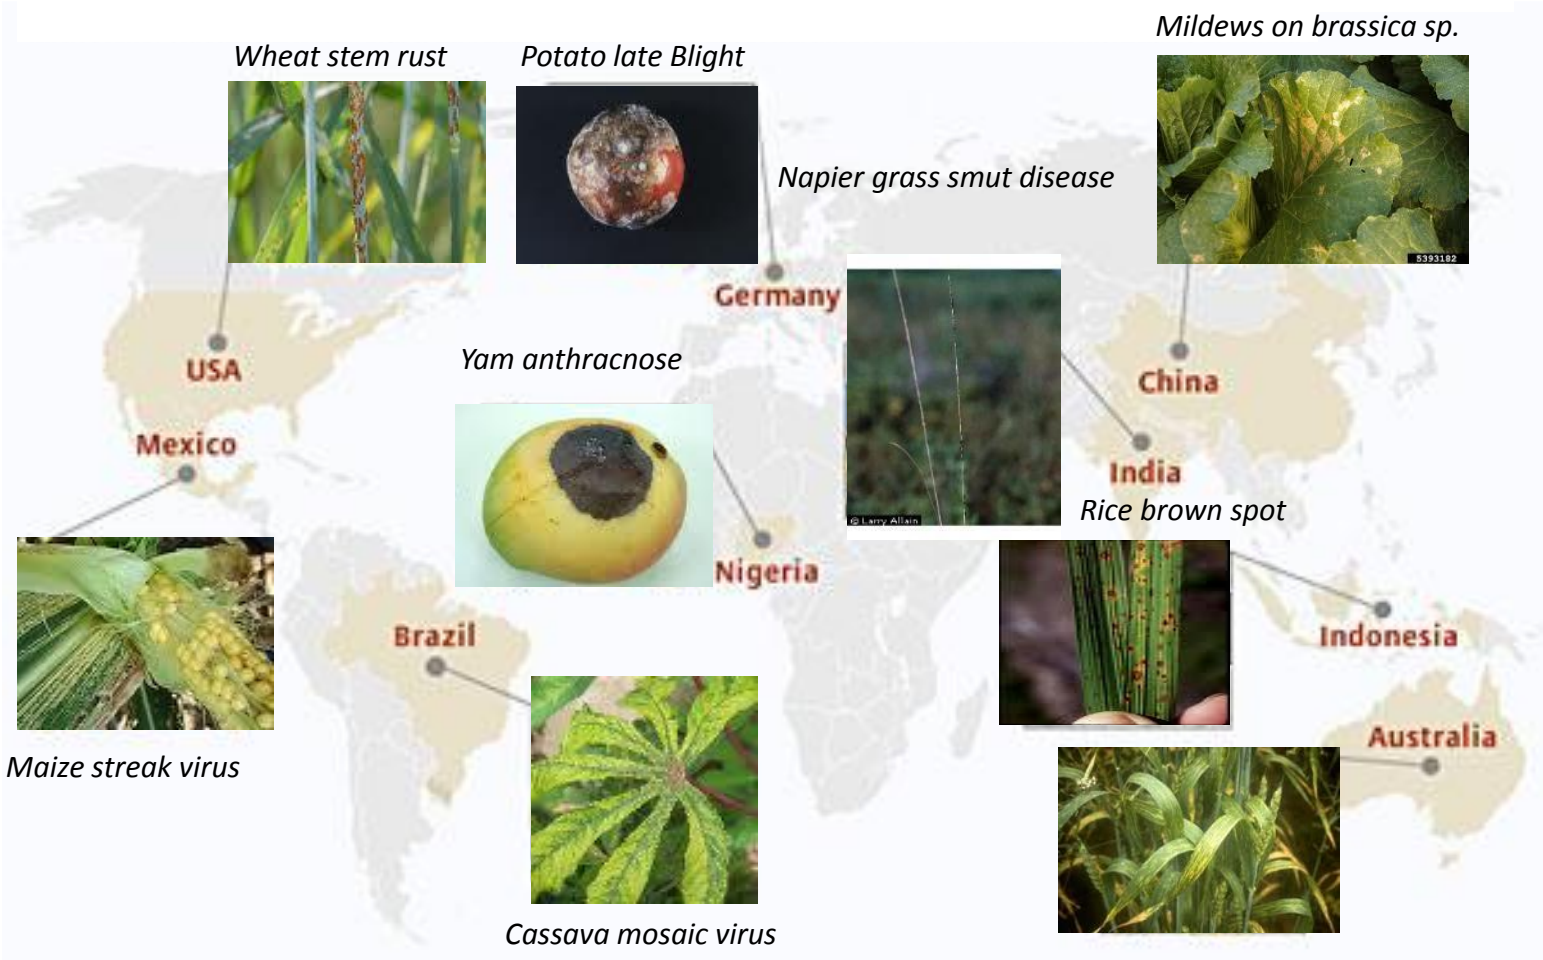 Mildews on brassica sp.
Wheat stem rust
Potato late Blight
Napier grass smut disease
5393182
Germany
USA
Yam anthracnose
China
Mexico
India
© Larry Allain
Rice brown spot
Nigeria
Brazil
Indonesia
Australia
Maize streak virus
Cassava mosaic virus